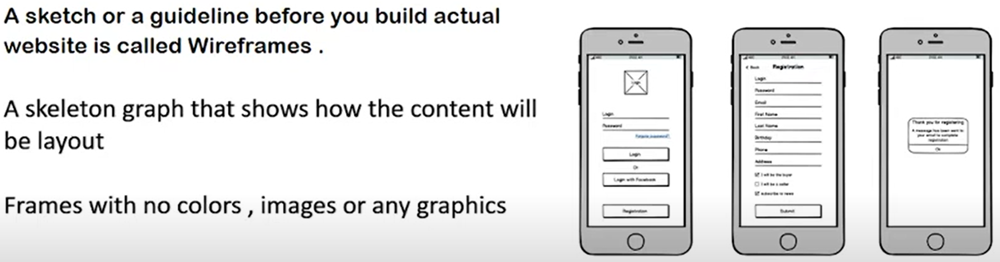 A sketch or a guideline before you build actual
website is called Wireframes .
A skeleton graph that shows how the content will
be layout
Frames with no colors , images or any graphics
Login
Password
Forgot password?
Login
Or
Login with Facebook
Registration
< Back Registration
Login
Password
Email
First Name
Last Name
Birthday
Phone
Address
I will be the buyer
I will be a seller
subscribe to news
Submit
Thank you for registering
A message has been sent to
your email to complete
registration
Ok